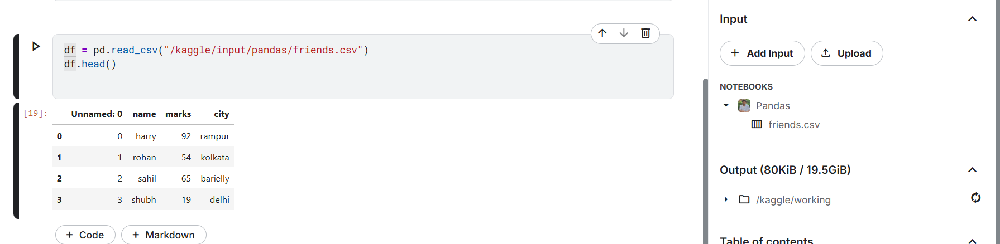 df = pd.read_csv("/kaggle/input/pandas/friends.csv")
df.head()
[19]:
Unnamed: 0 name marks city
0 0 harry 92 rampur
1 1 rohan 54 kolkata
2 2 sahil 65 barielly
3 3 shubh 19 delhi
+ Code + Markdown
Input
+ Add Input Upload
NOTEBOOKS
Pandas
friends.csv
Output (80KiB / 19.5GiB)
/kaggle/working
Table of contents